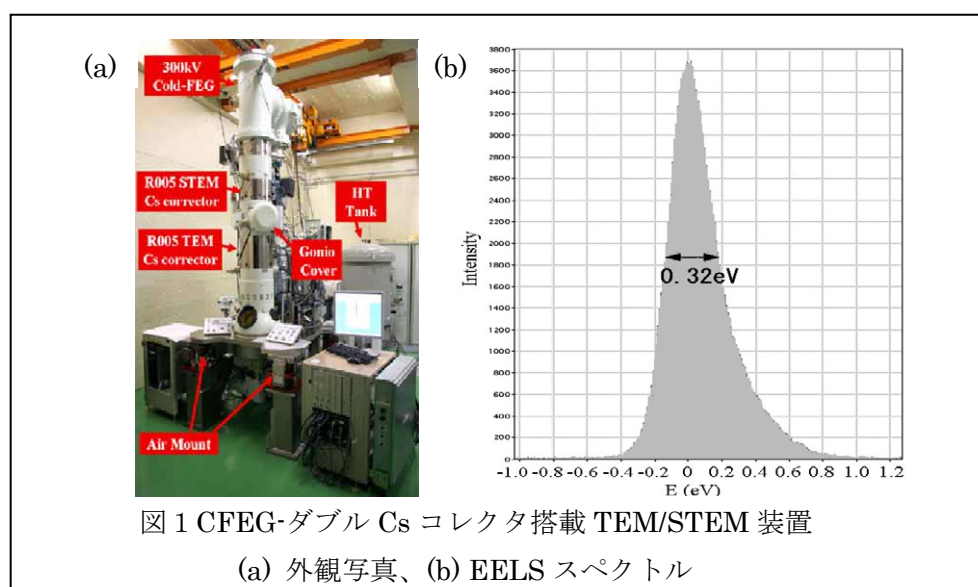 (a)
300kV
Cold-FEG
R005 STEM
Cs corrector
R005 TEM
Cs corrector
HT
Tank
Gonio
Cover
Air Mount
(b)
3800
3600
3400
3200
3000
2800
2600
2400
2200
2000
1800
1600
1400
1200
1000
800
600
400
200
0
Intensity
0.32eV
-1.0 -0.8 -0.6 -0.4 -0.2 0 0.2 0.4 0.6 0.8 1.0 1.2
E (eV)
図 1 CFEG-ダブル Cs コレクタ搭載 TEM/STEM 装置
(a) 外観写真、(b) EELS スペクトル